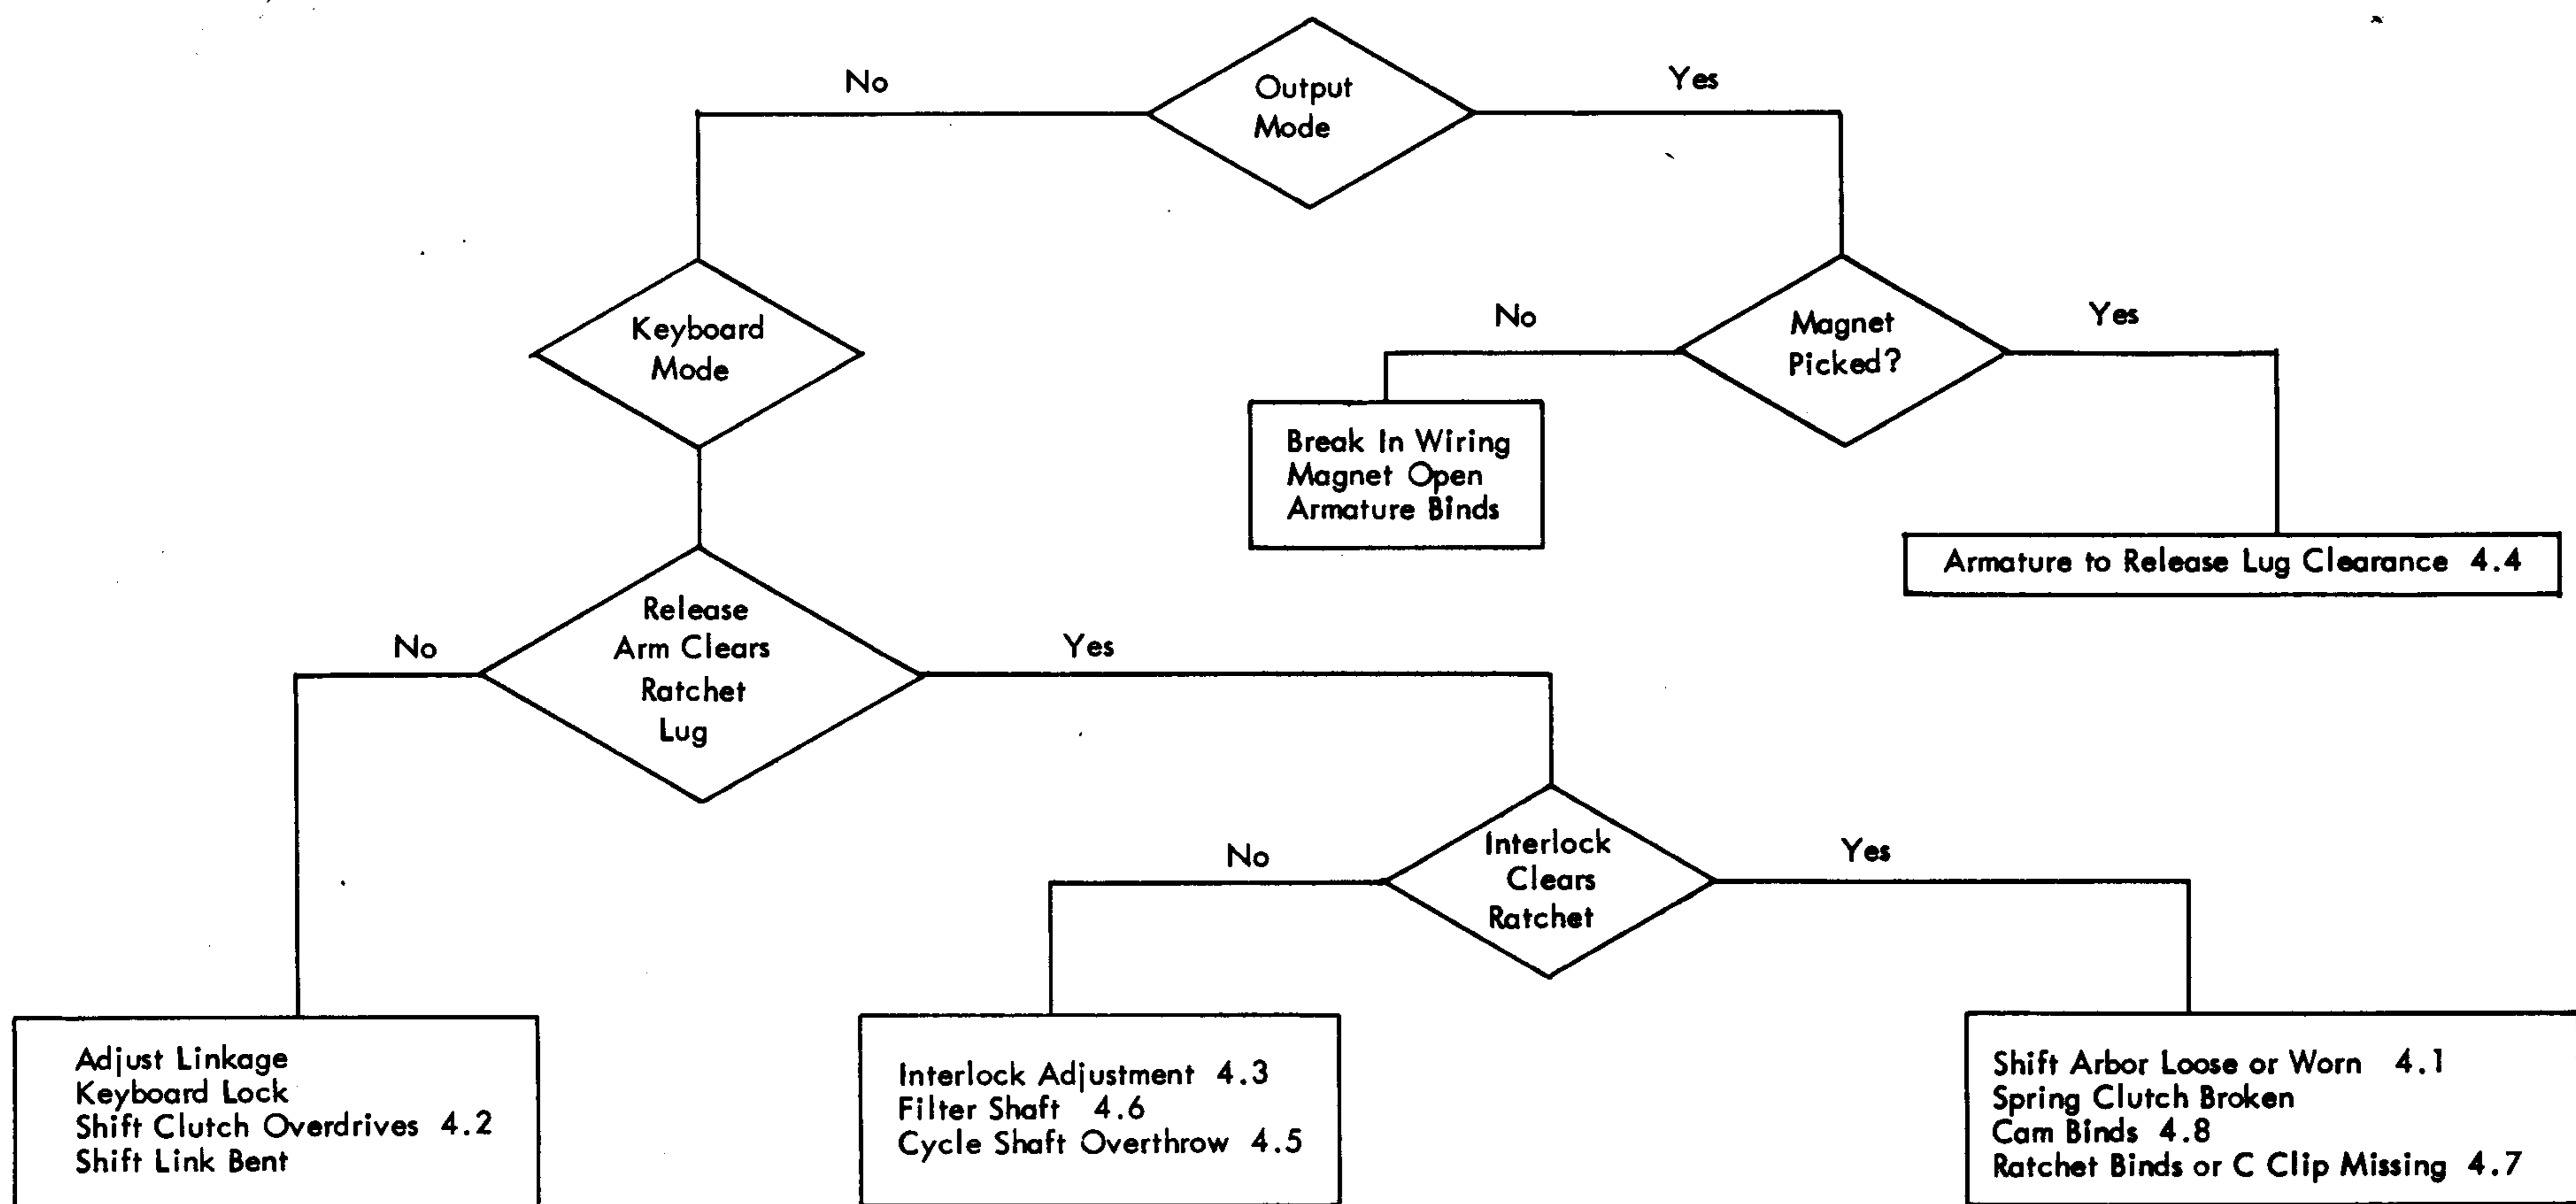 Output
Mode
No
Yes
Keyboard
Mode
Magnet
Picked?
No
Yes
Break In Wiring
Magnet Open
Armature Binds
Armature to Release Lug Clearance 4.4
Release
Arm Clears
Ratchet
Lug
No
Yes
Interlock
Clears
Ratchet
No
Yes
Adjust Linkage
Keyboard Lock
Shift Clutch Overdrives 4.2
Shift Link Bent
Interlock Adjustment 4.3
Filter Shaft 4.6
Cycle Shaft Overthrow 4.5
Shift Arbor Loose or Worn 4.1
Spring Clutch Broken
Cam Binds 4.8
Ratchet Binds or C Clip Missing 4.7